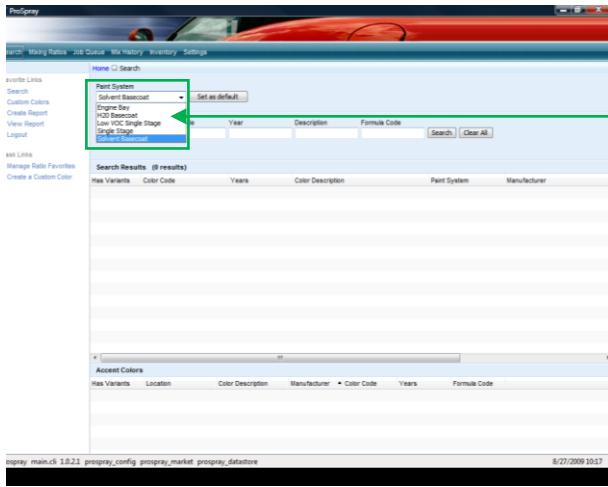 ProSpray
earch Mixing Ratios Job Queue Mix History Inventory Settings
Home Search
avorite Links
Search
Custom Colors
Create Report
View Report
Logout
ask Links
Manage Ratio Favorites
Create a Custom Color
Paint System
Solvent Basecoat Set as default
Engine Bay
H20 Basecoat
Low VOC Single Stage
Single Stage
Solvent Basecoat
de Year Description Formula Code
Search Clear All
Search Results (0 results)
Has Variants Color Code Years Color Description Paint System Manufacturer
Accent Colors
Has Variants Location Color Description Manufacturer Color Code Years Formula Code
ospray main.cli 1.0.2.1 prospray_config prospray_market prospray_datastore 8/27/2009 10:17